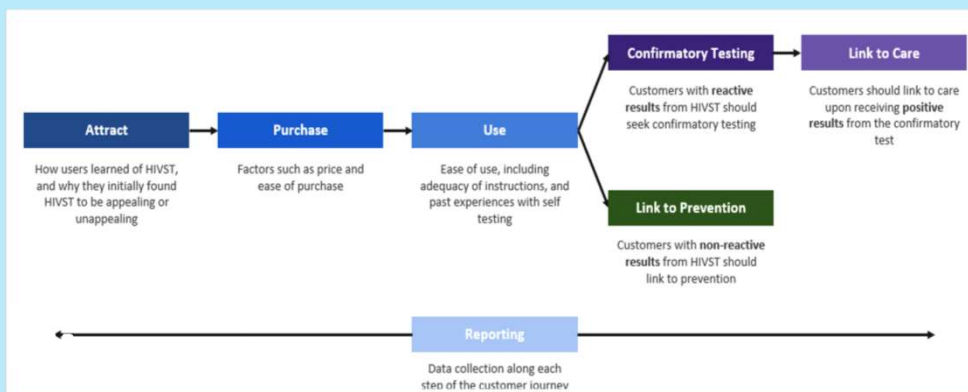 Attract
How users learned of HIVST,
and why they initially found
HIVST to be appealing or
unappealing
Purchase
Factors such as price and
ease of purchase
Use
Ease of use, including
adequacy of instructions, and
past experiences with self
testing
Confirmatory Testing
Customers with reactive
results from HIVST should
seek confirmatory testing
Link to Care
Customers should link to care
upon receiving positive
results from the confirmatory
test
Link to Prevention
Customers with non-reactive
results from HIVST should
link to prevention
Reporting
Data collection along each
step of the customer journey